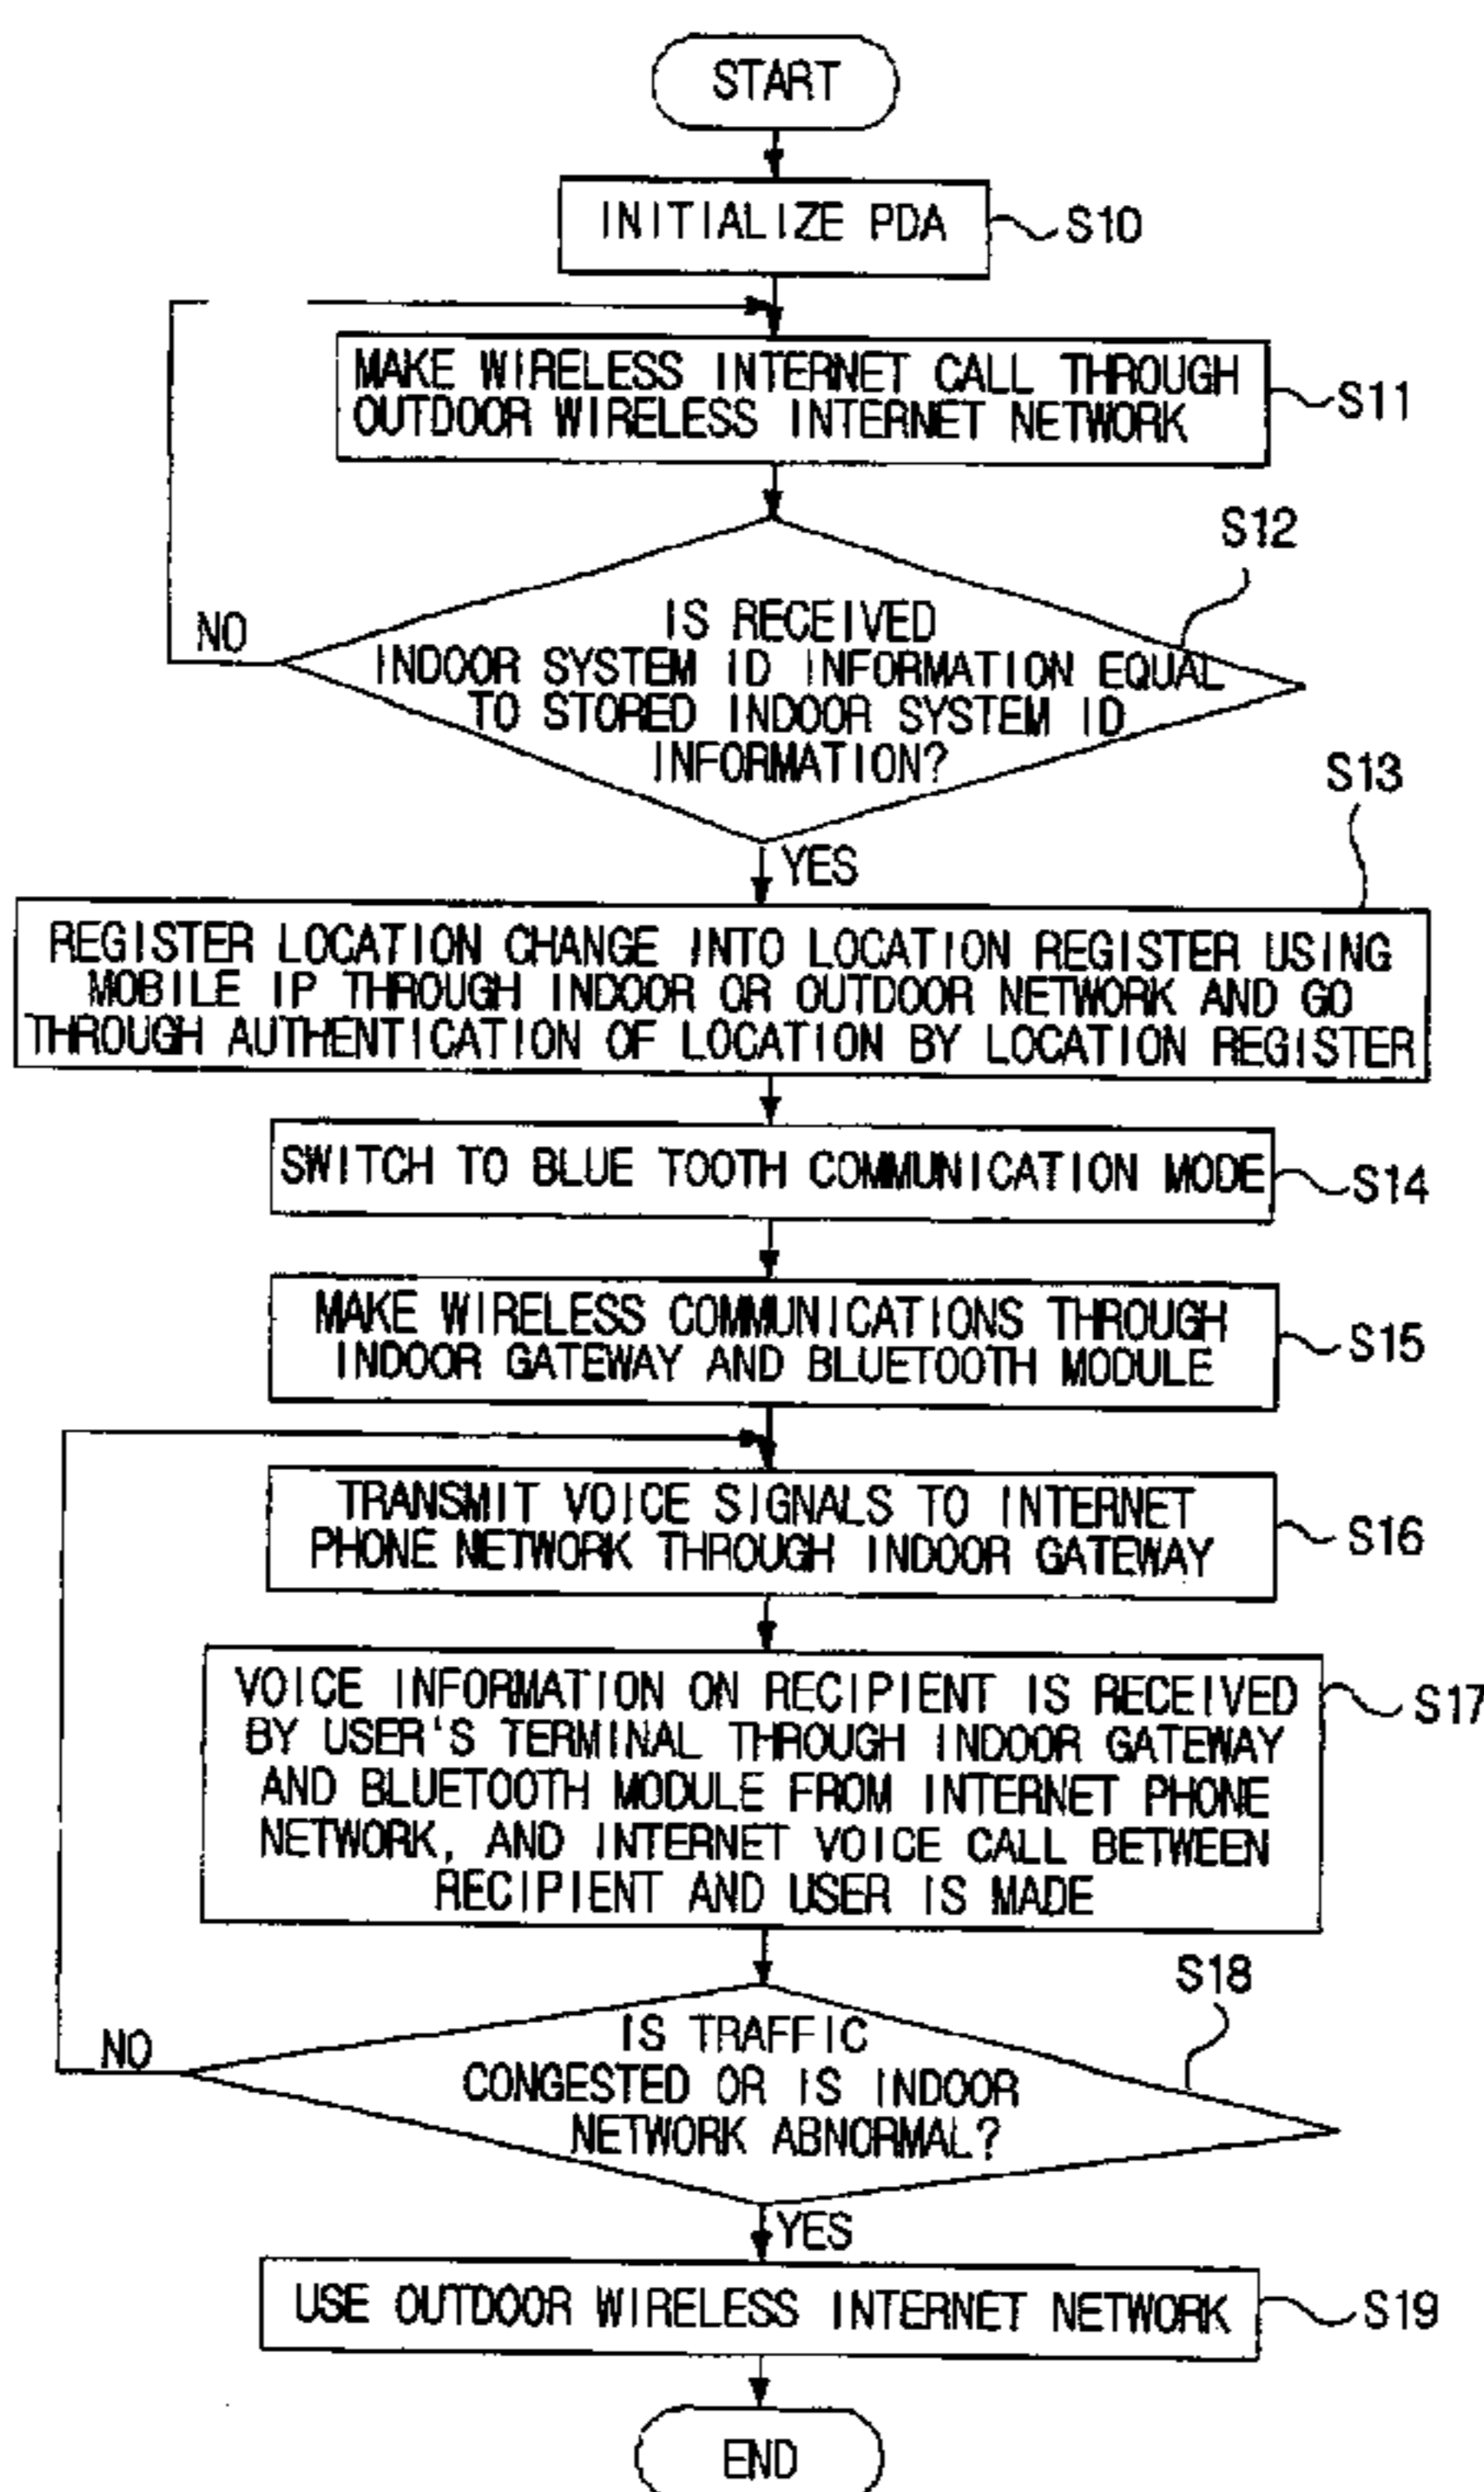 START
INITIALIZE PDA
S10
MAKE WIRELESS INTERNET CALL THROUGH
OUTDOOR WIRELESS INTERNET NETWORK
S11
S12
IS RECEIVED
INDOOR SYSTEM ID INFORMATION EQUAL
TO STORED INDOOR SYSTEM ID
INFORMATION?
NO
YES
S13
REGISTER LOCATION CHANGE INTO LOCATION REGISTER USING
MOBILE IP THROUGH INDOOR OR OUTDOOR NETWORK AND GO
THROUGH AUTHENTICATION OF LOCATION BY LOCATION REGISTER
SWITCH TO BLUE TOOTH COMMUNICATION MODE
S14
MAKE WIRELESS COMMUNICATIONS THROUGH
INDOOR GATEWAY AND BLUETOOTH MODULE
S15
TRANSMIT VOICE SIGNALS TO INTERNET
PHONE NETWORK THROUGH INDOOR GATEWAY
S16
VOICE INFORMATION ON RECIPIENT IS RECEIVED
BY USER'S TERMINAL THROUGH INDOOR GATEWAY
AND BLUETOOTH MODULE FROM INTERNET PHONE
NETWORK, AND INTERNET VOICE CALL BETWEEN
RECIPIENT AND USER IS MADE
S17
S18
IS TRAFFIC
CONGESTED OR IS INDOOR
NETWORK ABNORMAL?
NO
YES
USE OUTDOOR WIRELESS INTERNET NETWORK
S19
END